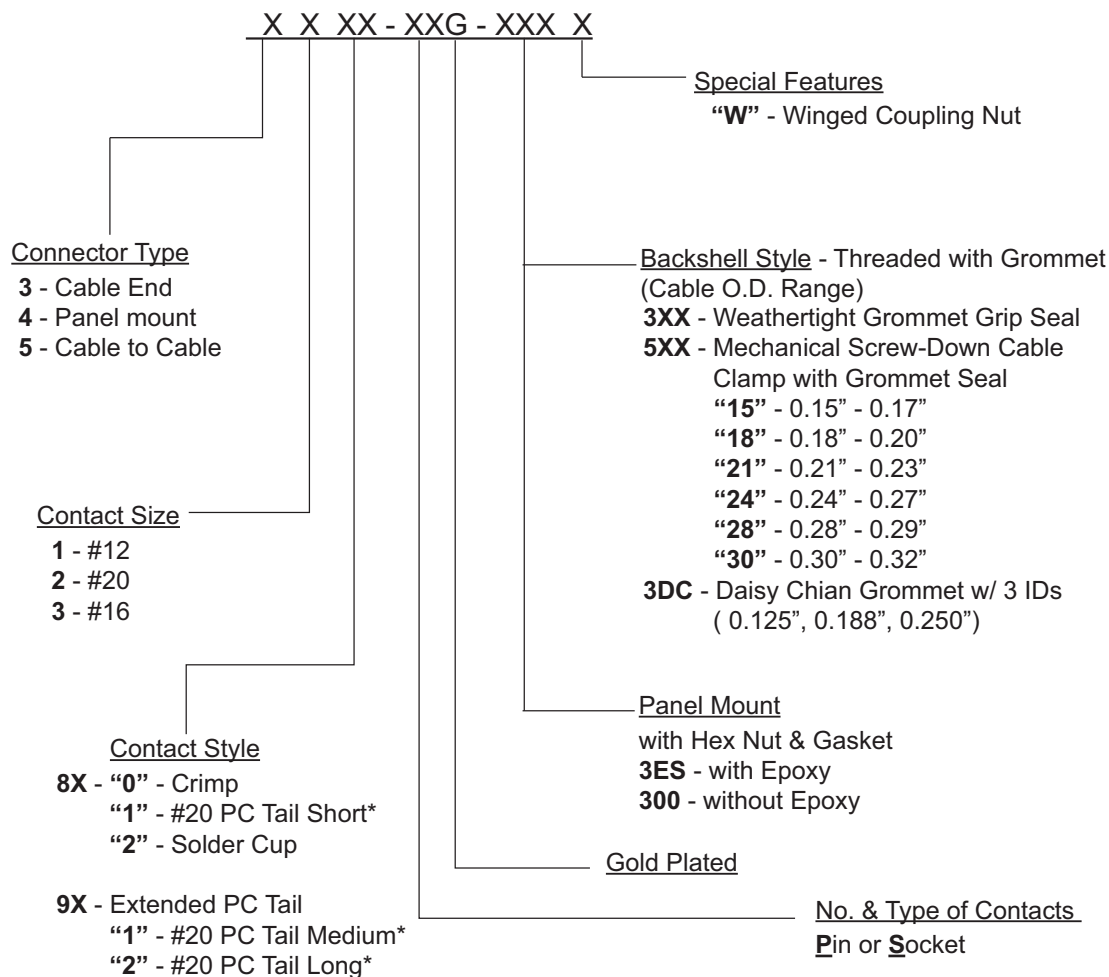 X X XX - XXG - XXX X
Special Features
“W” - Winged Coupling Nut
Connector Type
3 - Cable End
4 - Panel mount
5 - Cable to Cable
Backshell Style - Threaded with Grommet
(Cable O.D. Range)
3XX - Weathertight Grommet Grip Seal
5XX - Mechanical Screw-Down Cable
Clamp with Grommet Seal
“15” - 0.15” - 0.17”
“18” - 0.18” - 0.20”
“21” - 0.21” - 0.23”
“24” - 0.24” - 0.27”
“28” - 0.28” - 0.29”
“30” - 0.30” - 0.32”
3DC - Daisy Chian Grommet w/ 3 IDs
( 0.125”, 0.188”, 0.250”)
Contact Size
1 - #12
2 - #20
3 - #16
Panel Mount
with Hex Nut & Gasket
3ES - with Epoxy
300 - without Epoxy
Contact Style
8X - “0” - Crimp
“1” - #20 PC Tail Short*
“2” - Solder Cup
9X - Extended PC Tail
“1” - #20 PC Tail Medium*
“2” - #20 PC Tail Long*
Gold Plated
No. & Type of Contacts
Pin or Socket